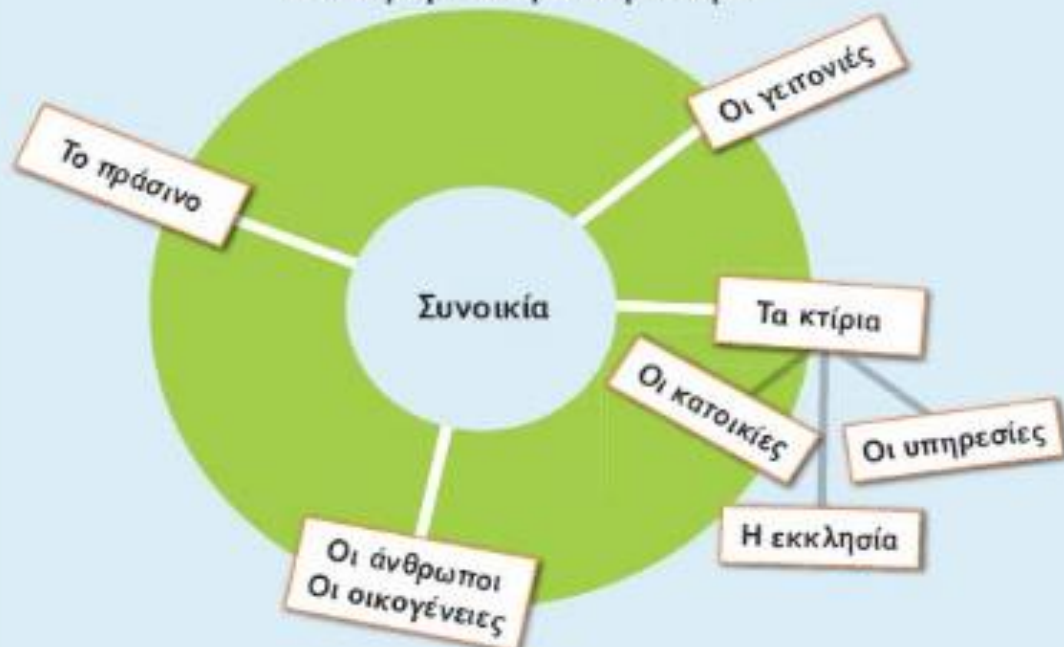 Οι γειτονιές
Το πράσινο
Συνοικία
Τα κτίρια
Οι κατοικίες
Οι υπηρεσίες
Η εκκλησία
Οι άνθρωποι
Οι οικογένειες